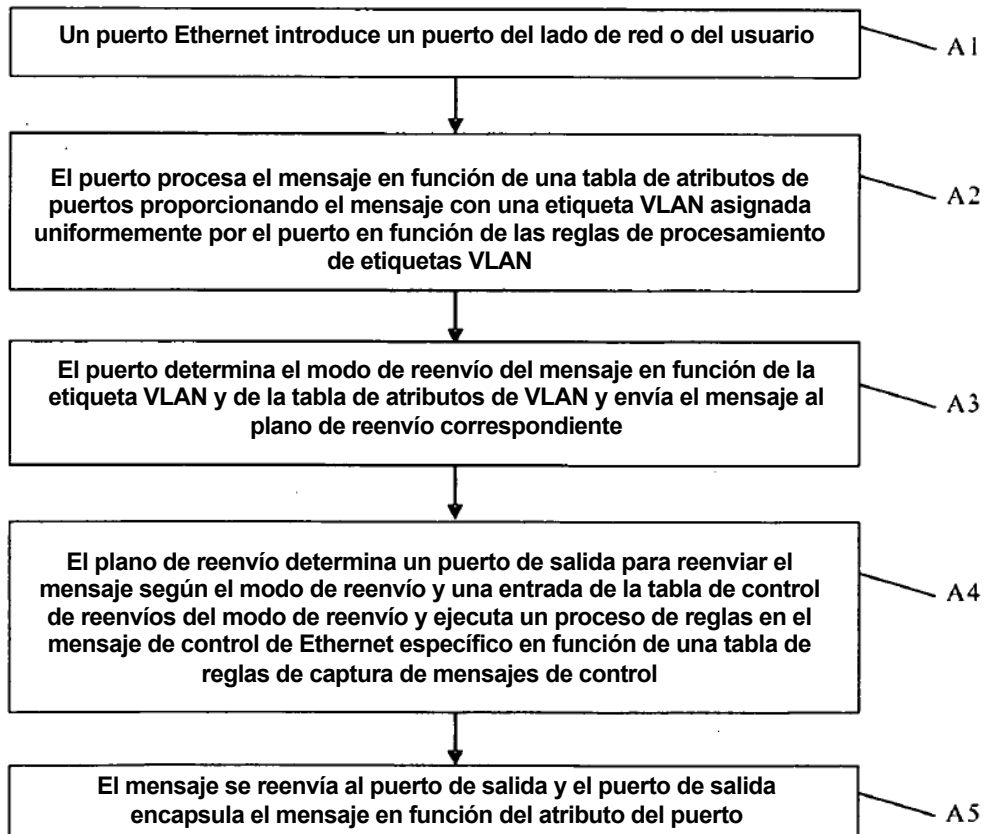 Un puerto Ethernet introduce un puerto del lado de red o del usuario
A1
El puerto procesa el mensaje en función de una tabla de atributos de
puertos proporcionando el mensaje con una etiqueta VLAN asignada
uniformemente por el puerto en función de las reglas de procesamiento
de etiquetas VLAN
A2
El puerto determina el modo de reenvío del mensaje en función de la
etiqueta VLAN y de la tabla de atributos de VLAN y envía el mensaje al
plano de reenvío correspondiente
A3
El plano de reenvío determina un puerto de salida para reenviar el
mensaje según el modo de reenvío y una entrada de la tabla de control
de reenvíos del modo de reenvío y ejecuta un proceso de reglas en el
mensaje de control de Ethernet específico en función de una tabla de
reglas de captura de mensajes de control
A4
El mensaje se reenvía al puerto de salida y el puerto de salida
encapsula el mensaje en función del atributo del puerto
A5